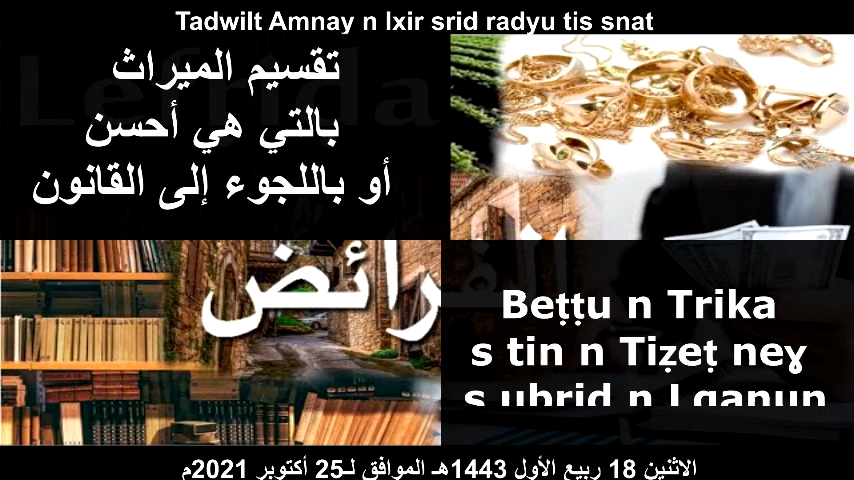 Tadwilt Amnay n lxir srid radyu tis snat
تقسيم الميراث
بالتي هي أحسن
أو باللجوء إلى القانون
الفرائض
Beṭṭu n Trika
s tin n Tiẓeṭ neɣ
s ubrid n Lqanun
الاثنين 18 ربيع الأول 1443هـ الموافق لـ25 أكتوبر 2021م